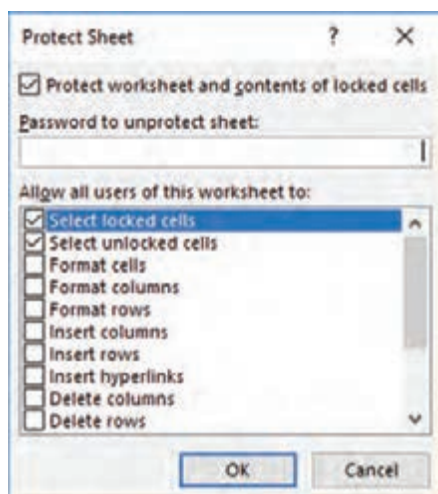 Protect Sheet ? ×
Protect worksheet and contents of locked cells
Password to unprotect sheet:
Allow all users of this worksheet to:
Select locked cells
Select unlocked cells
Format cells
Format columns
Format rows
Insert columns
Insert rows
Insert hyperlinks
Delete columns
Delete rows
OK Cancel